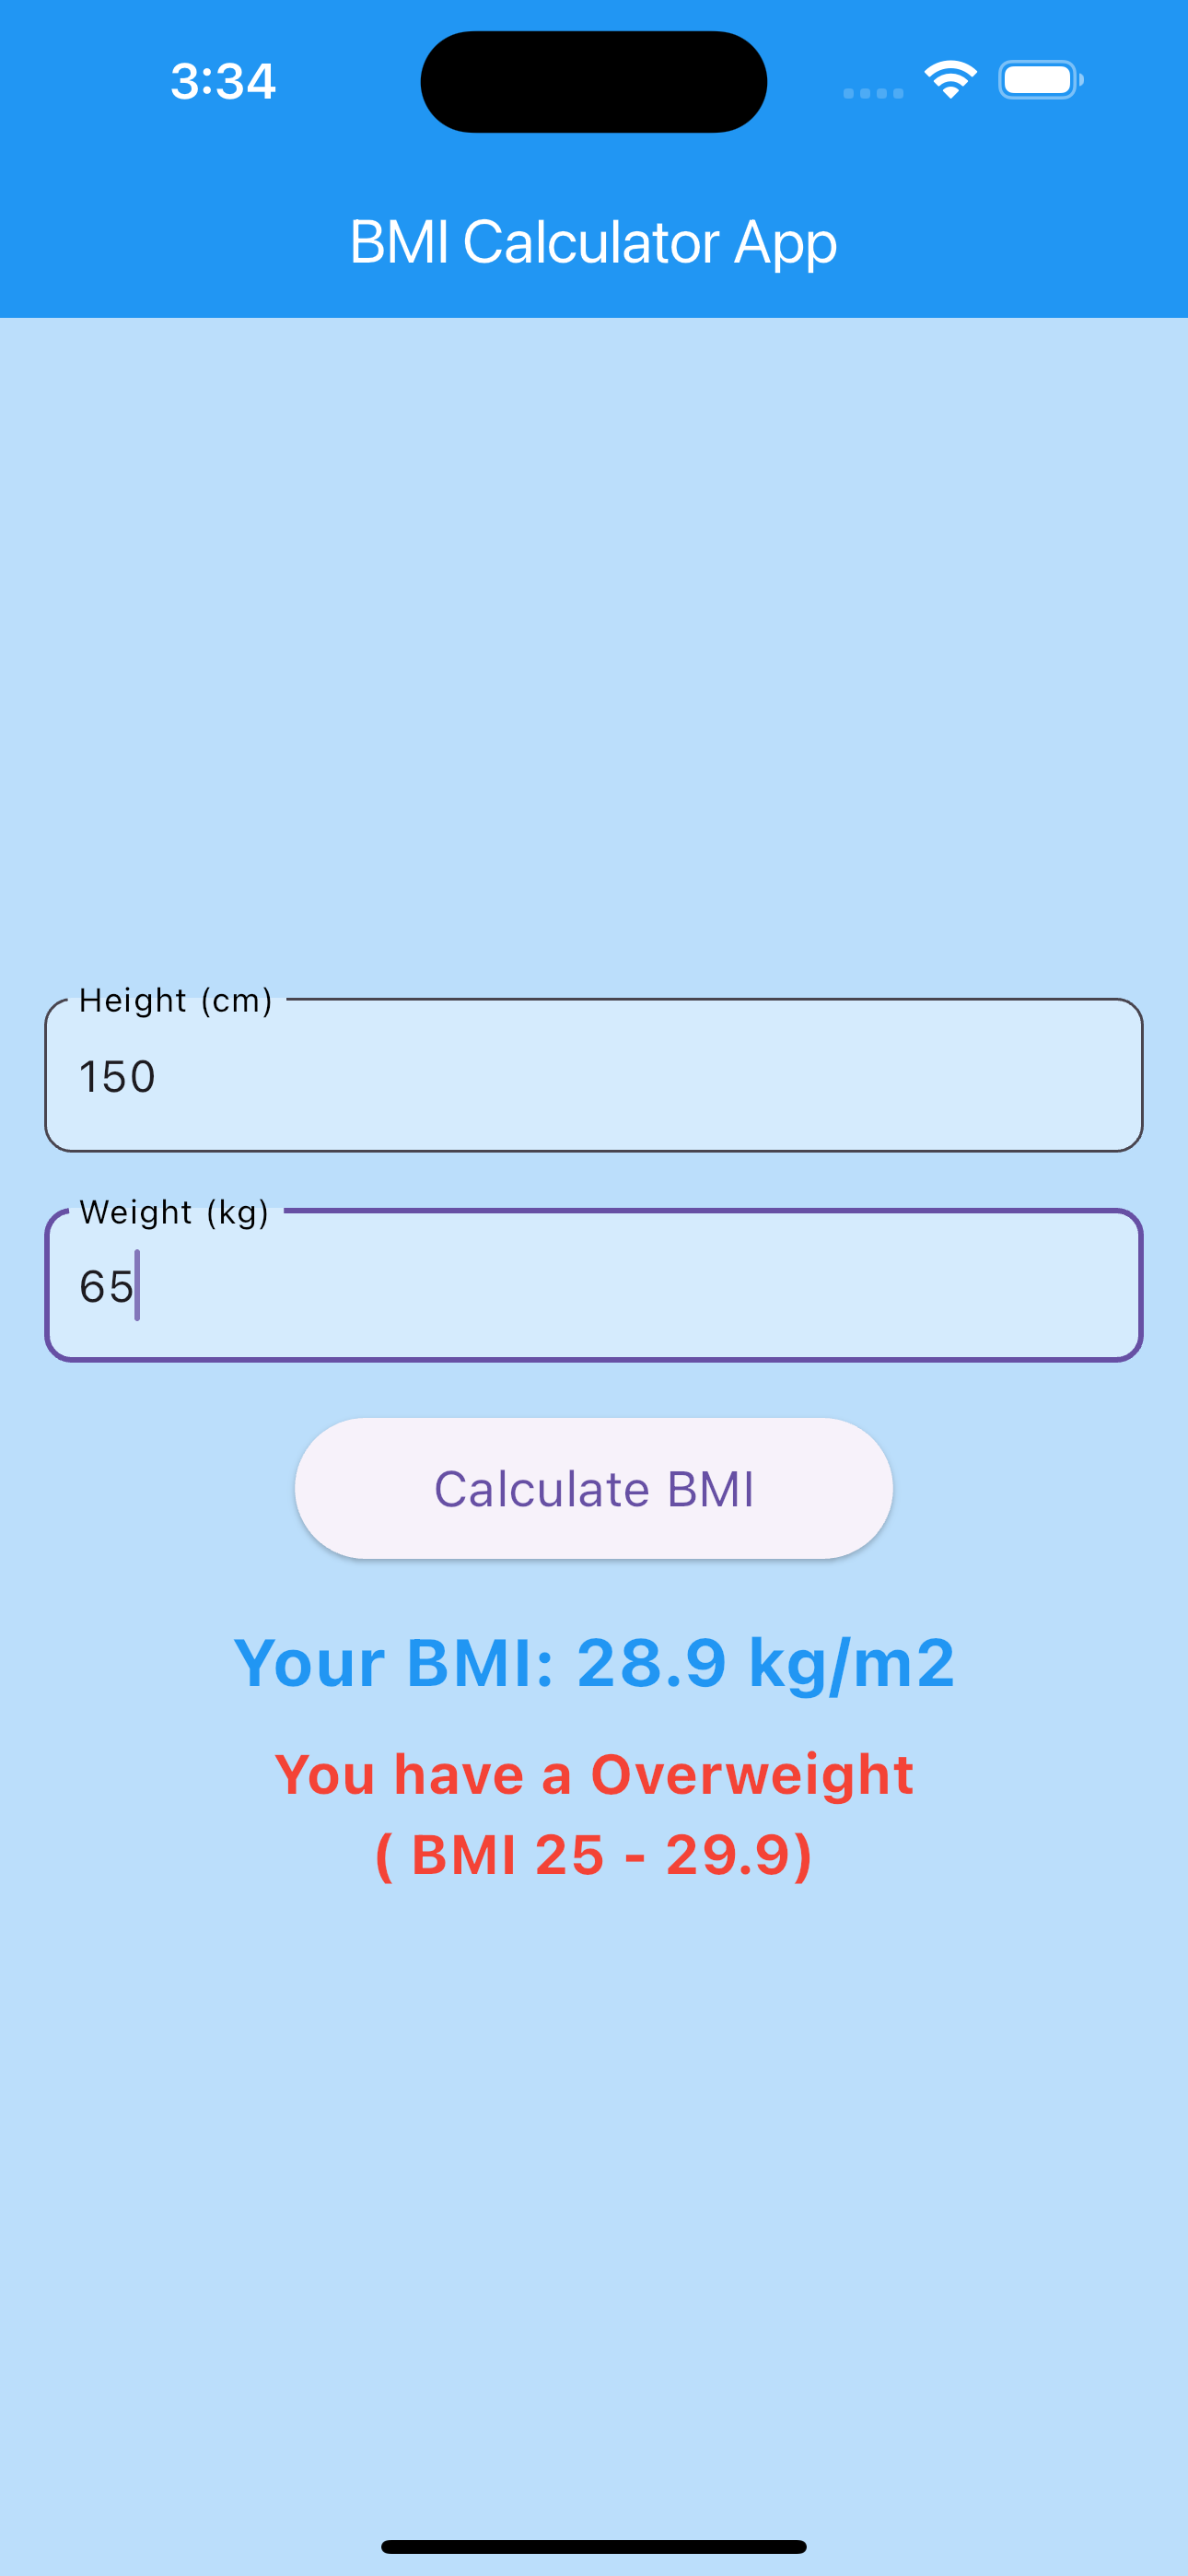 3:34
BMI Calculator App
Height (cm)
150
Weight (kg)
65
Calculate BMI
Your BMI: 28.9 kg/m2
You have a Overweight
( BMI 25 - 29.9)